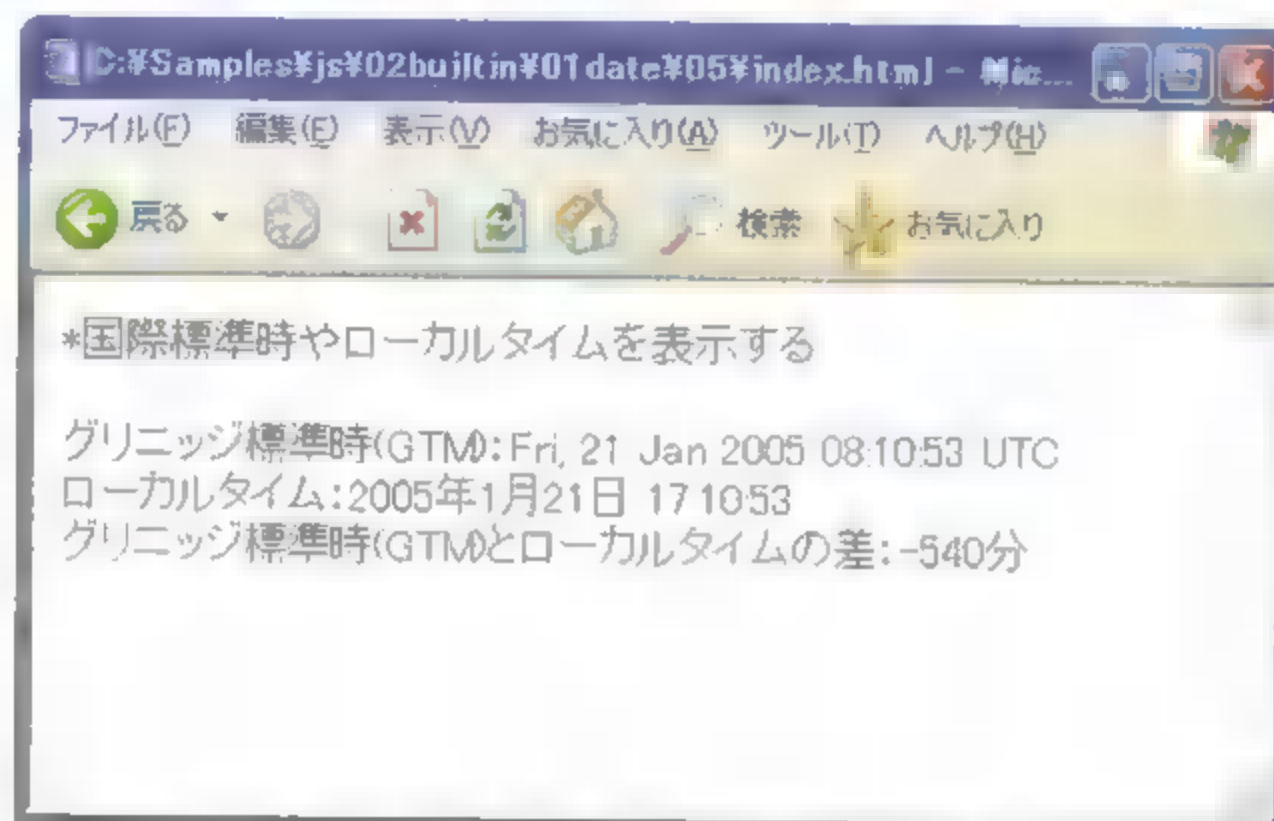 C:¥Samples¥js¥02builtin¥01date¥05¥index.html - Mic...
ファイル(F) 編集(E) 表示(V) お気に入り(A) ツール(T) ヘルプ(H)
戻る 検索 お気に入り
*国際標準時やローカルタイムを表示する
グリニッジ標準時(GTM):Fri, 21 Jan 2005 08:10:53 UTC
ローカルタイム:2005年1月21日 17:10:53
グリニッジ標準時(GTM)とローカルタイムの差:-540分